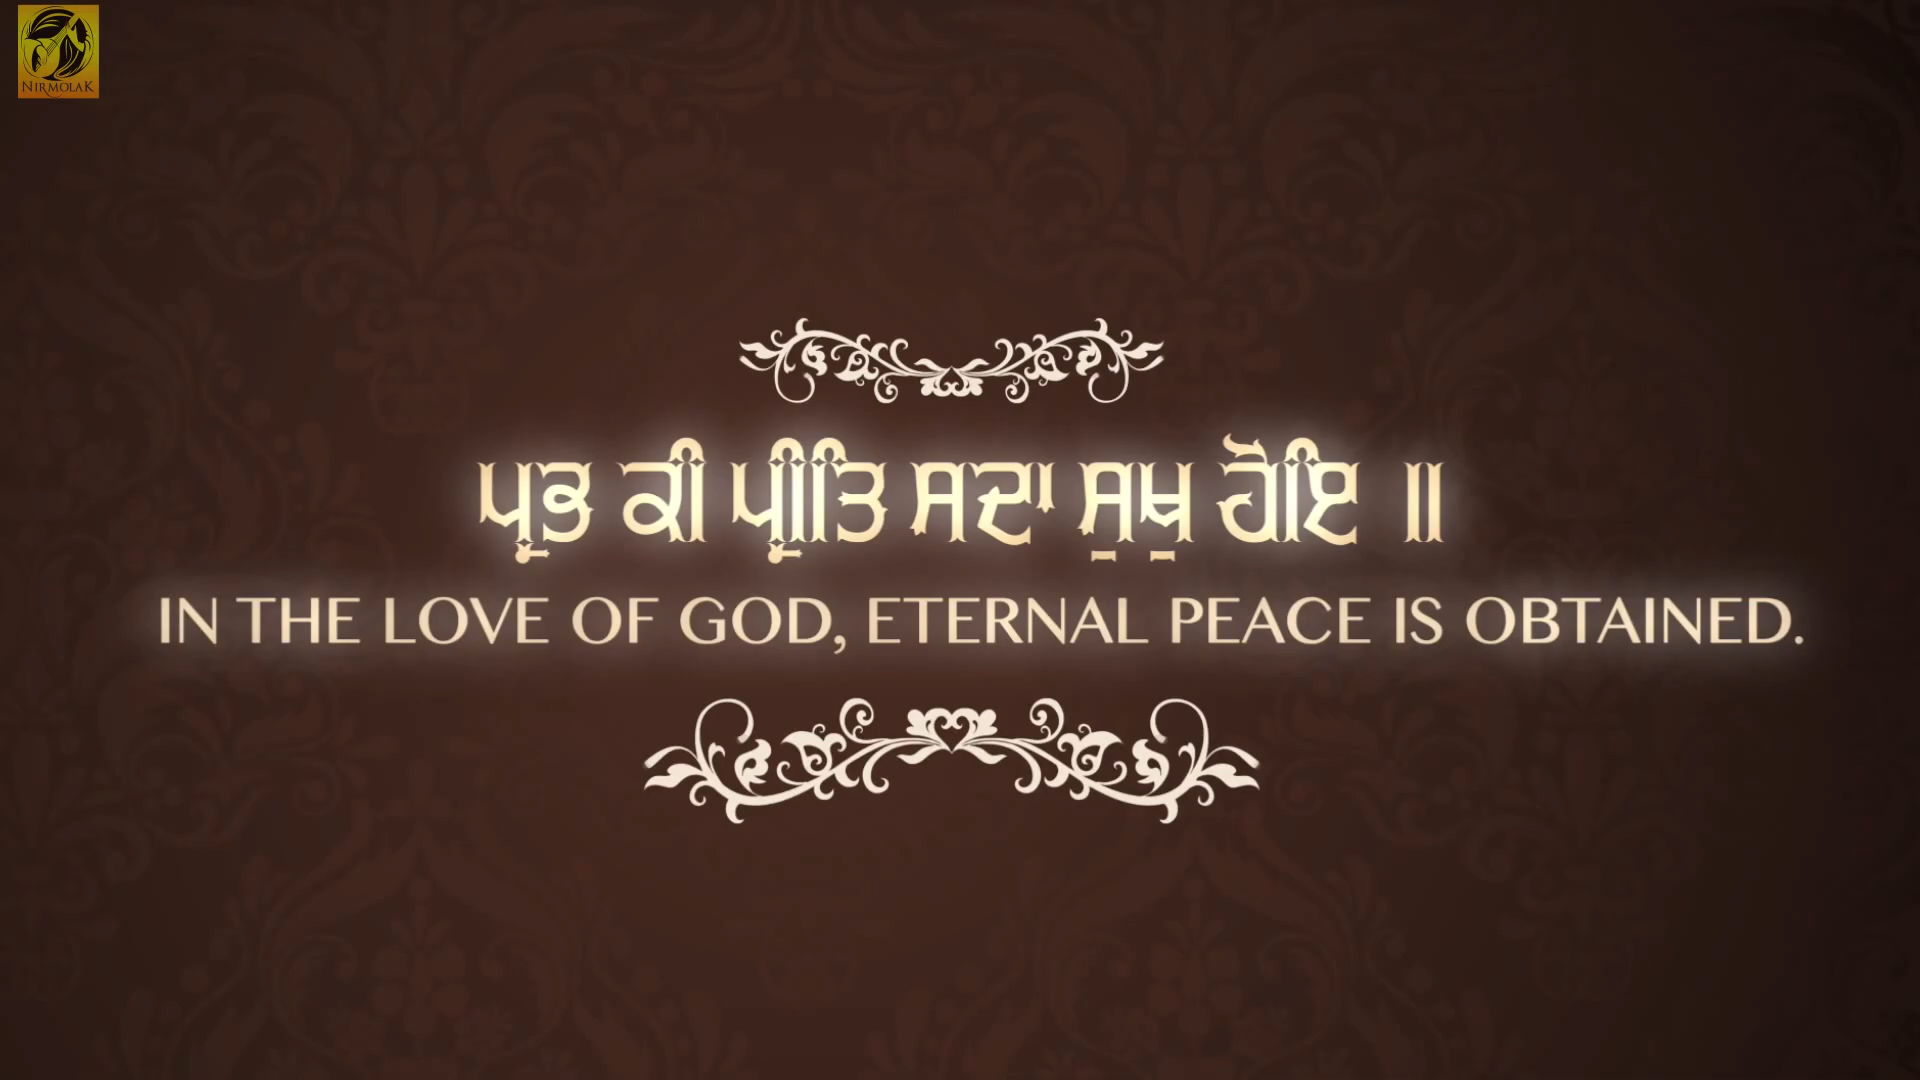 NIRMOLAK
ਪ੍ਰਭ ਕੀ ਪ੍ਰੀਤਿ ਸਦਾ ਸੁਖੁ ਹੋਇ ॥
IN THE LOVE OF GOD, ETERNAL PEACE IS OBTAINED.